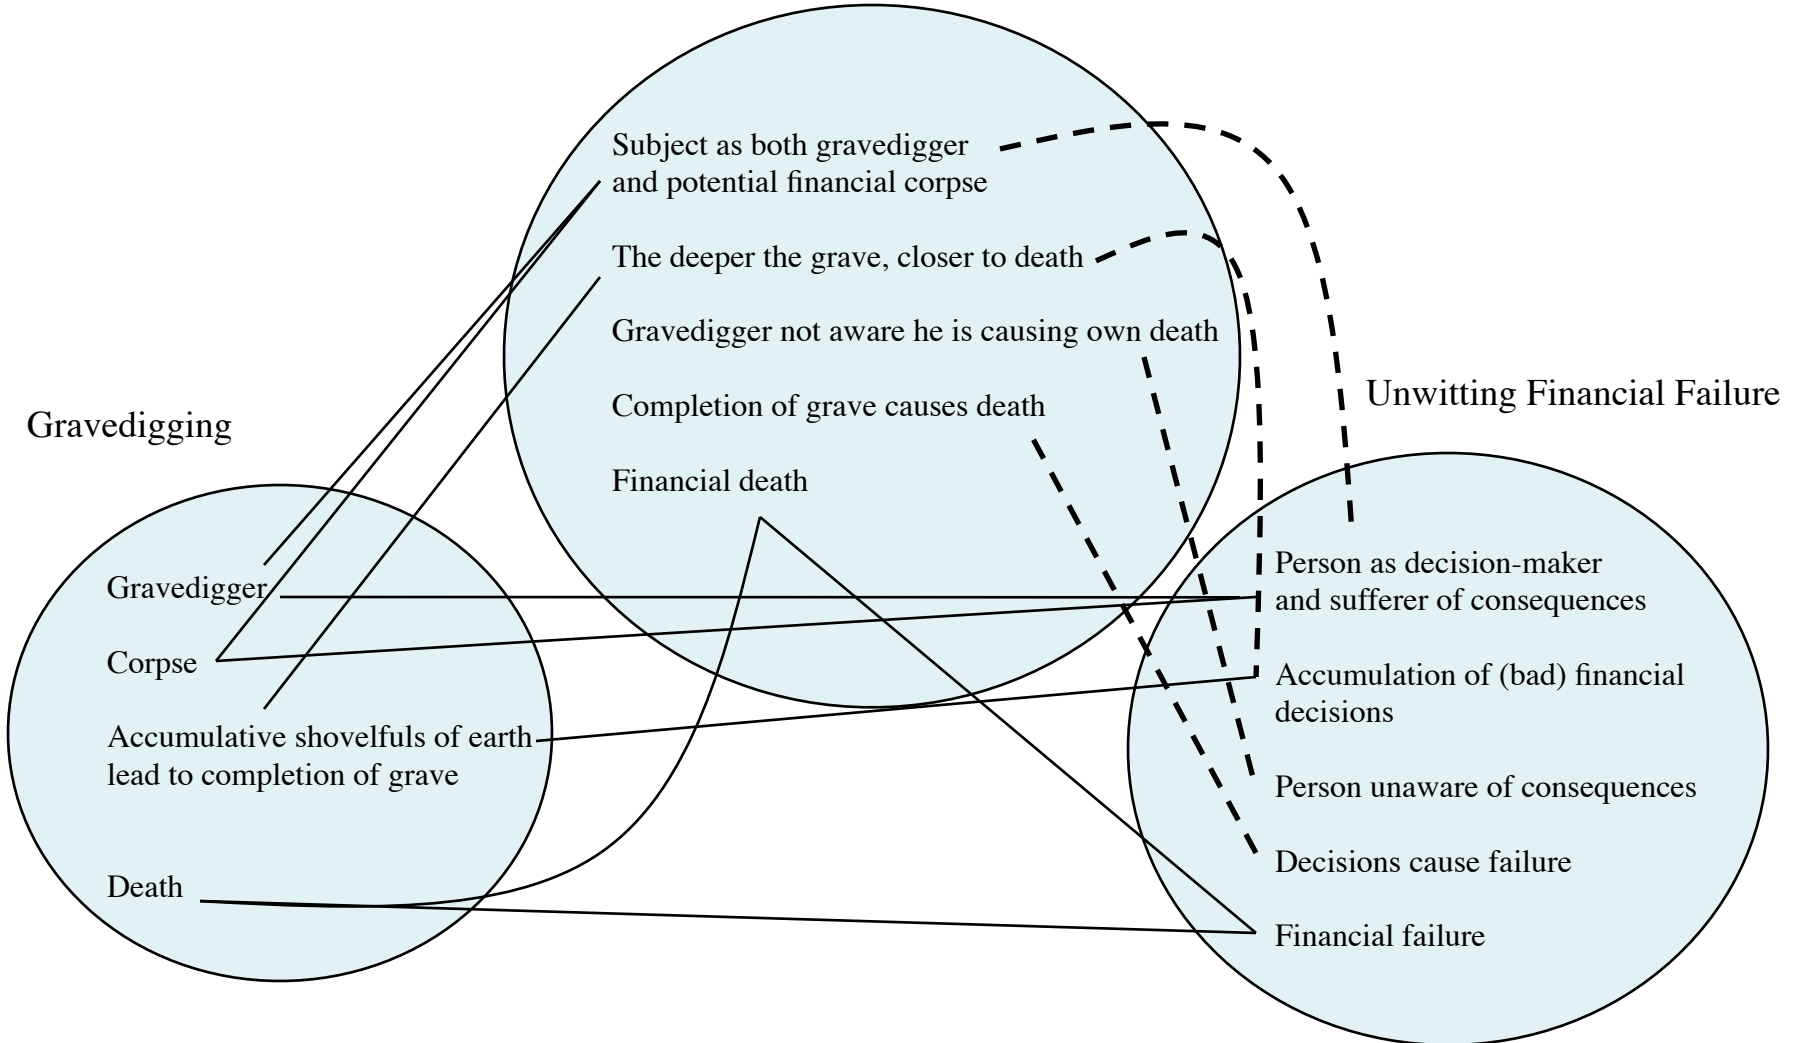 Subject as both gravedigger
and potential financial corpse
The deeper the grave, closer to death
Gravedigger not aware he is causing own death
Completion of grave causes death
Financial death
Gravedigging
Gravedigger
Corpse
Accumulative shovelfuls of earth
lead to completion of grave
Death
Unwitting Financial Failure
Person as decision-maker
and sufferer of consequences
Accumulation of (bad) financial
decisions
Person unaware of consequences
Decisions cause failure
Financial failure